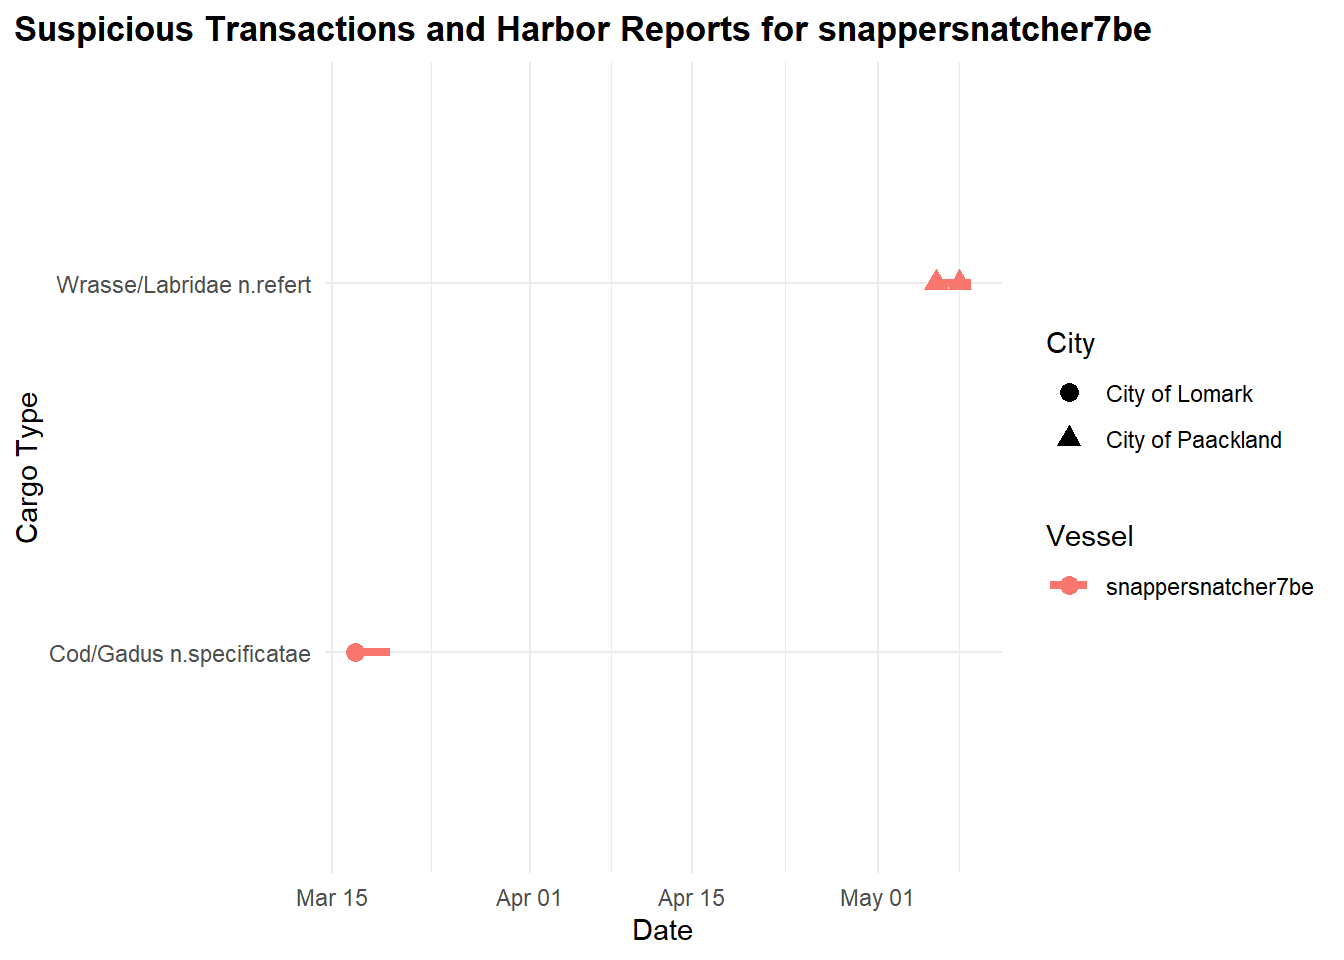 Suspicious Transactions and Harbor Reports for snappersnatcher7be
Cargo Type
Wrasse/Labridae n.refert
Cod/Gadus n.specificatae
Mar 15
Apr 01
Apr 15
May 01
Date
City
City of Lomark
City of Paackland
Vessel
snappersnatcher7be